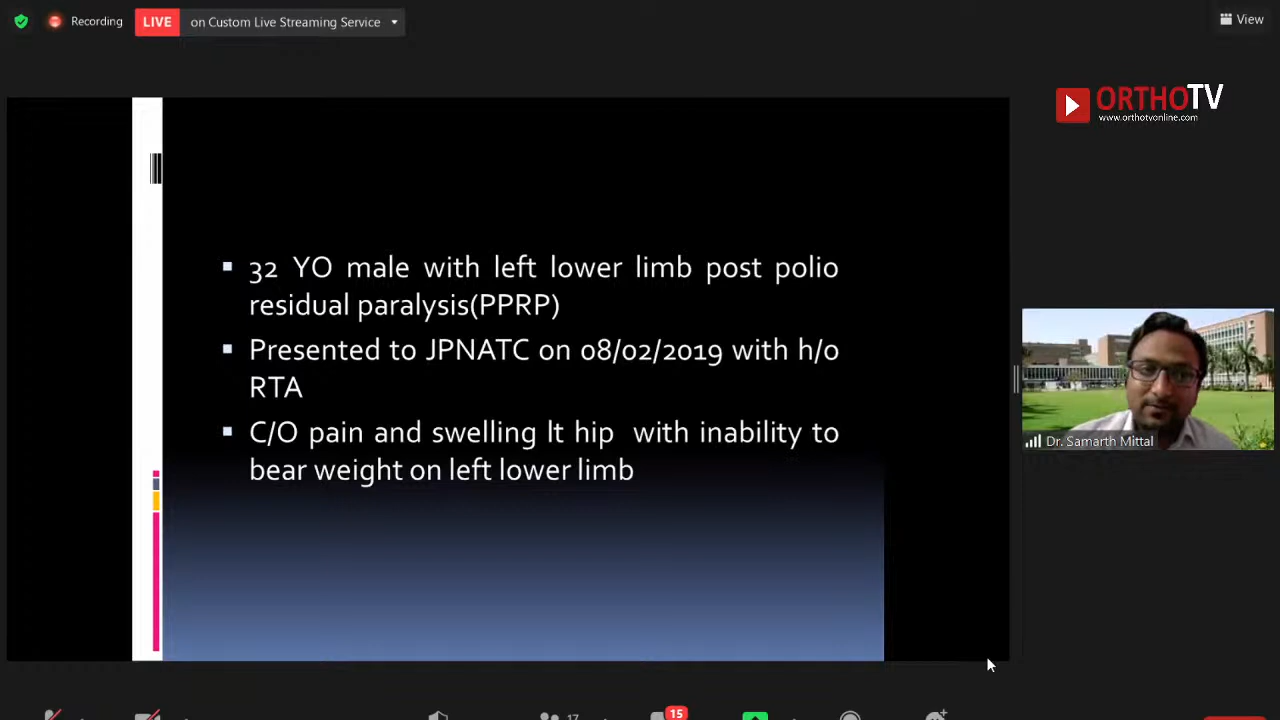 Recording
LIVE on Custom Live Streaming Service
View
ORTHOTV
www.orthotvonline.com
▪ 32 YO male with left lower limb post polio
residual paralysis(PPRP)
▪ Presented to JPNATC on 08/02/2019 with h/o
RTA
▪ C/O pain and swelling lt hip with inability to
bear weight on left lower limb
Dr. Samarth Mittal
17
15